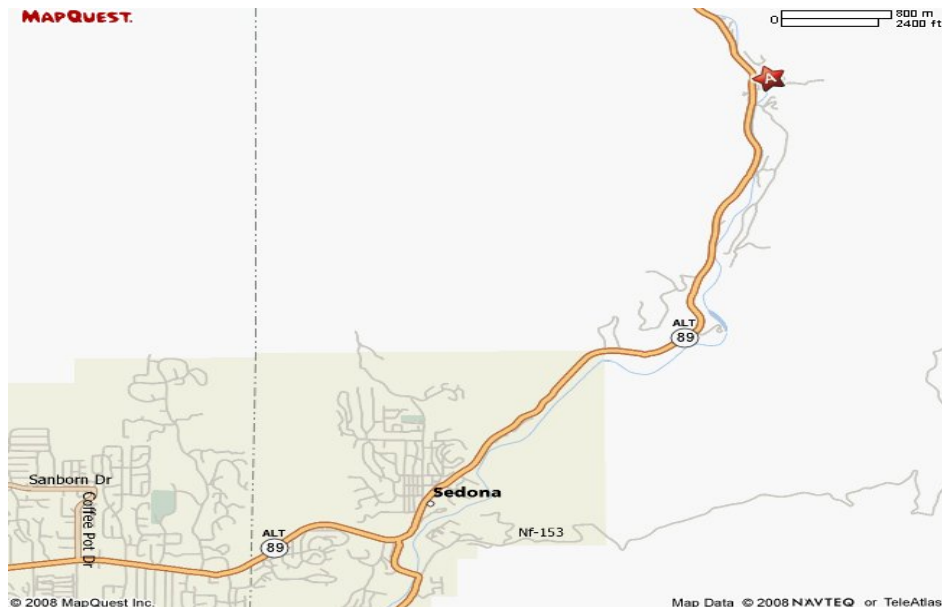 MAPQUEST.
0 800 m
2400 ft
A
ALT
89
Sanborn Dr
Coffee Pot Dr
Sedona
Nf-153
ALT
89
© 2008 MapQuest Inc.
Map Data © 2008 NAVTEQ or TeleAtlas